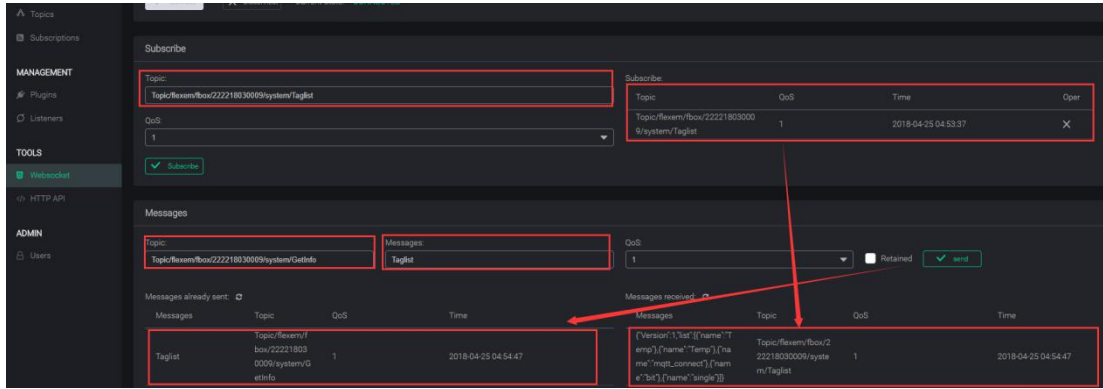 Topics
Subscriptions
MANAGEMENT
Plugins
Listeners
TOOLS
Websocket
</> HTTP API
ADMIN
Users
Subscribe
Topic:
Topic/flexem/fbox/222218030009/system/Taglist
QoS:
1
Subscribe
Subscribe:
Topic QoS Time Oper
Topic/flexem/fbox/22221803000
9/system/Taglist
1 2018-04-25 04:53:37
Messages
Topic:
Topic/flexem/fbox/222218030009/system/GetInfo
Messages:
Taglist
QoS:
1
Retained
send
Messages already sent:
Messages Topic QoS Time
Taglist
Topic/flexem/f
box/22221803
0009/system/G
etInfo
1 2018-04-25 04:54:47
Messages received:
Messages Topic QoS Time
{"Version":1,"list":[{"name":"T
emp"},{"name":"Temp"},{"na
me":"mqtt_connect"},{"nam
e":"bit"},{"name":"single"}]}
Topic/flexem/fbox/2
22218030009/syste
m/Taglist
1 2018-04-25 04:54:47